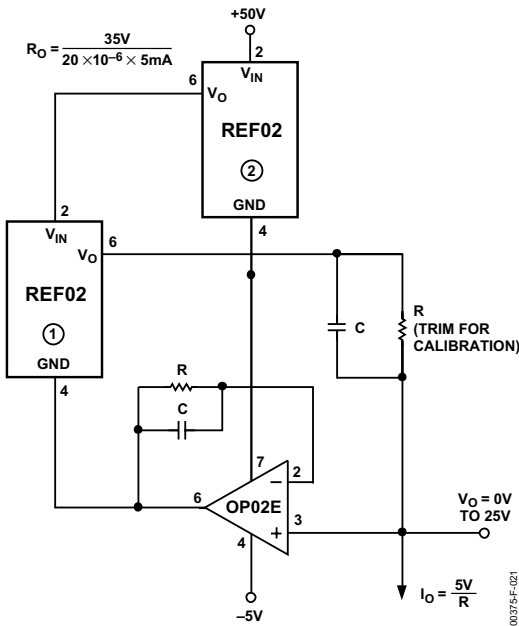 +50V
R_O = 35V / 20 ×10^–6 × 5mA
2
V_IN
6
V_O
REF02
2
GND
4
2
V_IN
V_O
6
REF02
1
GND
4
C
R
(TRIM FOR
CALIBRATION)
R
C
7
2
–
6
OP02E
3
+
4
–5V
V_O = 0V
TO 25V
I_O = 5V / R
00375-F-021